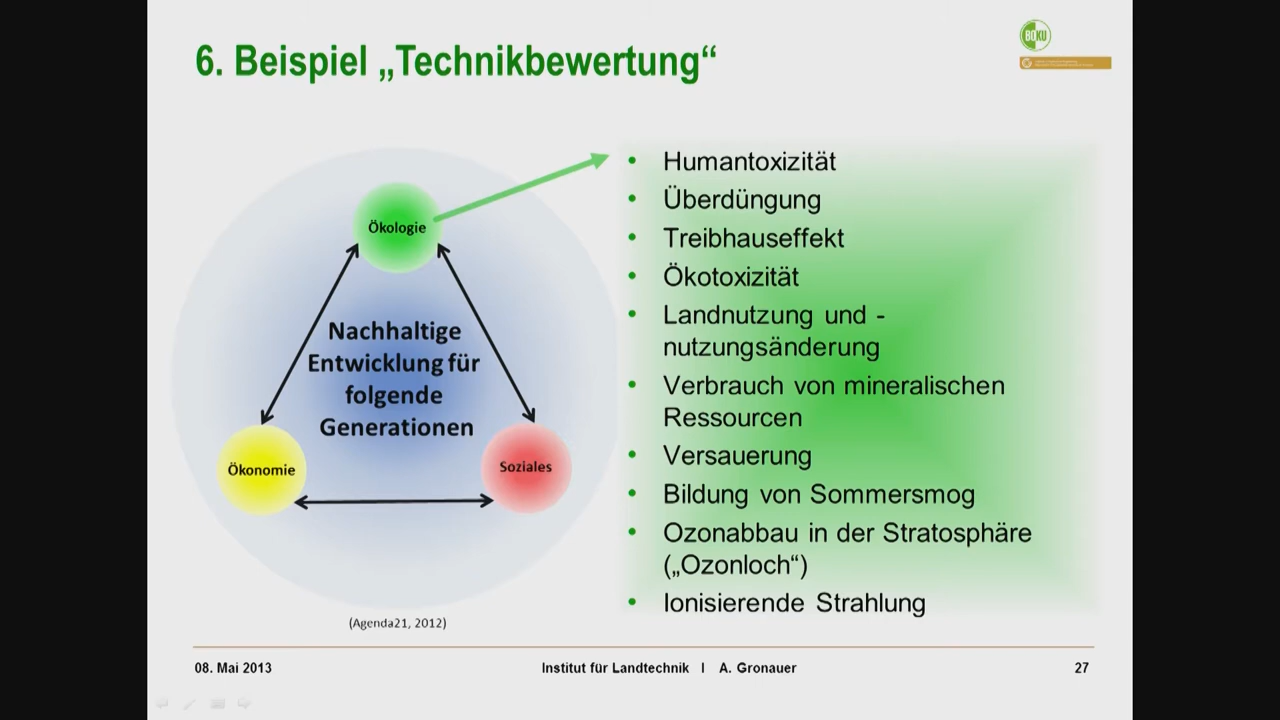 6. Beispiel „Technikbewertung“
BOKU
Ökologie
Nachhaltige
Entwicklung für
folgende
Generationen
Ökonomie
Soziales
(Agenda21, 2012)
• Humantoxizität
• Überdüngung
• Treibhauseffekt
• Ökotoxizität
• Landnutzung und -
nutzungsänderung
• Verbrauch von mineralischen
Ressourcen
• Versauerung
• Bildung von Sommersmog
• Ozonabbau in der Stratosphäre
(„Ozonloch“)
• Ionisierende Strahlung
08. Mai 2013
Institut für Landtechnik I A. Gronauer
27